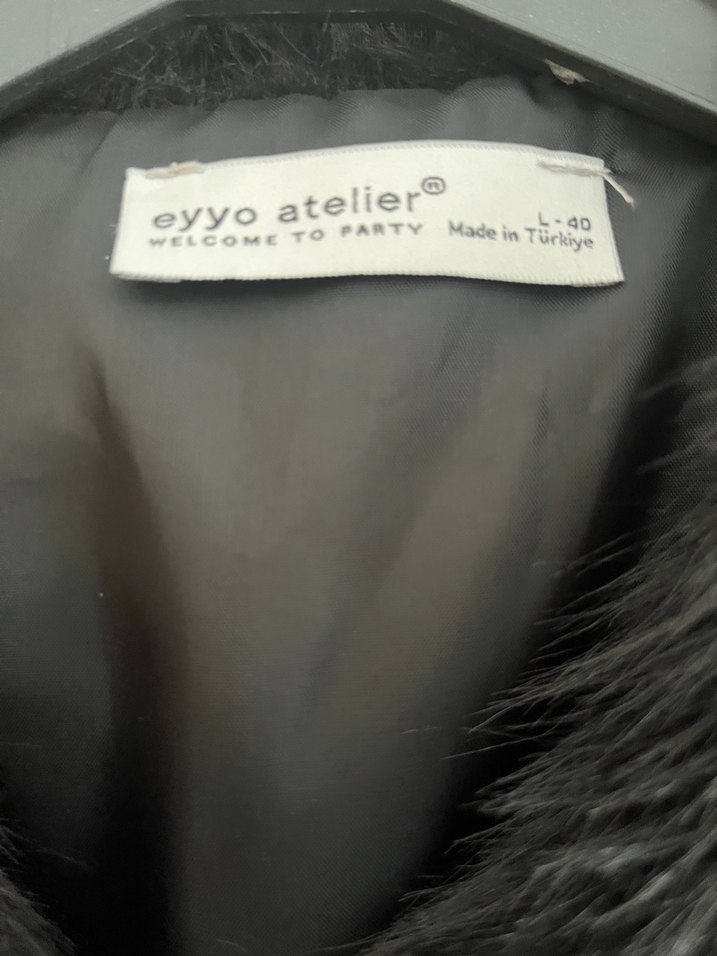 eyyo atelier®
WELCOME TO PARTY
L - 40
Made in Türkiye